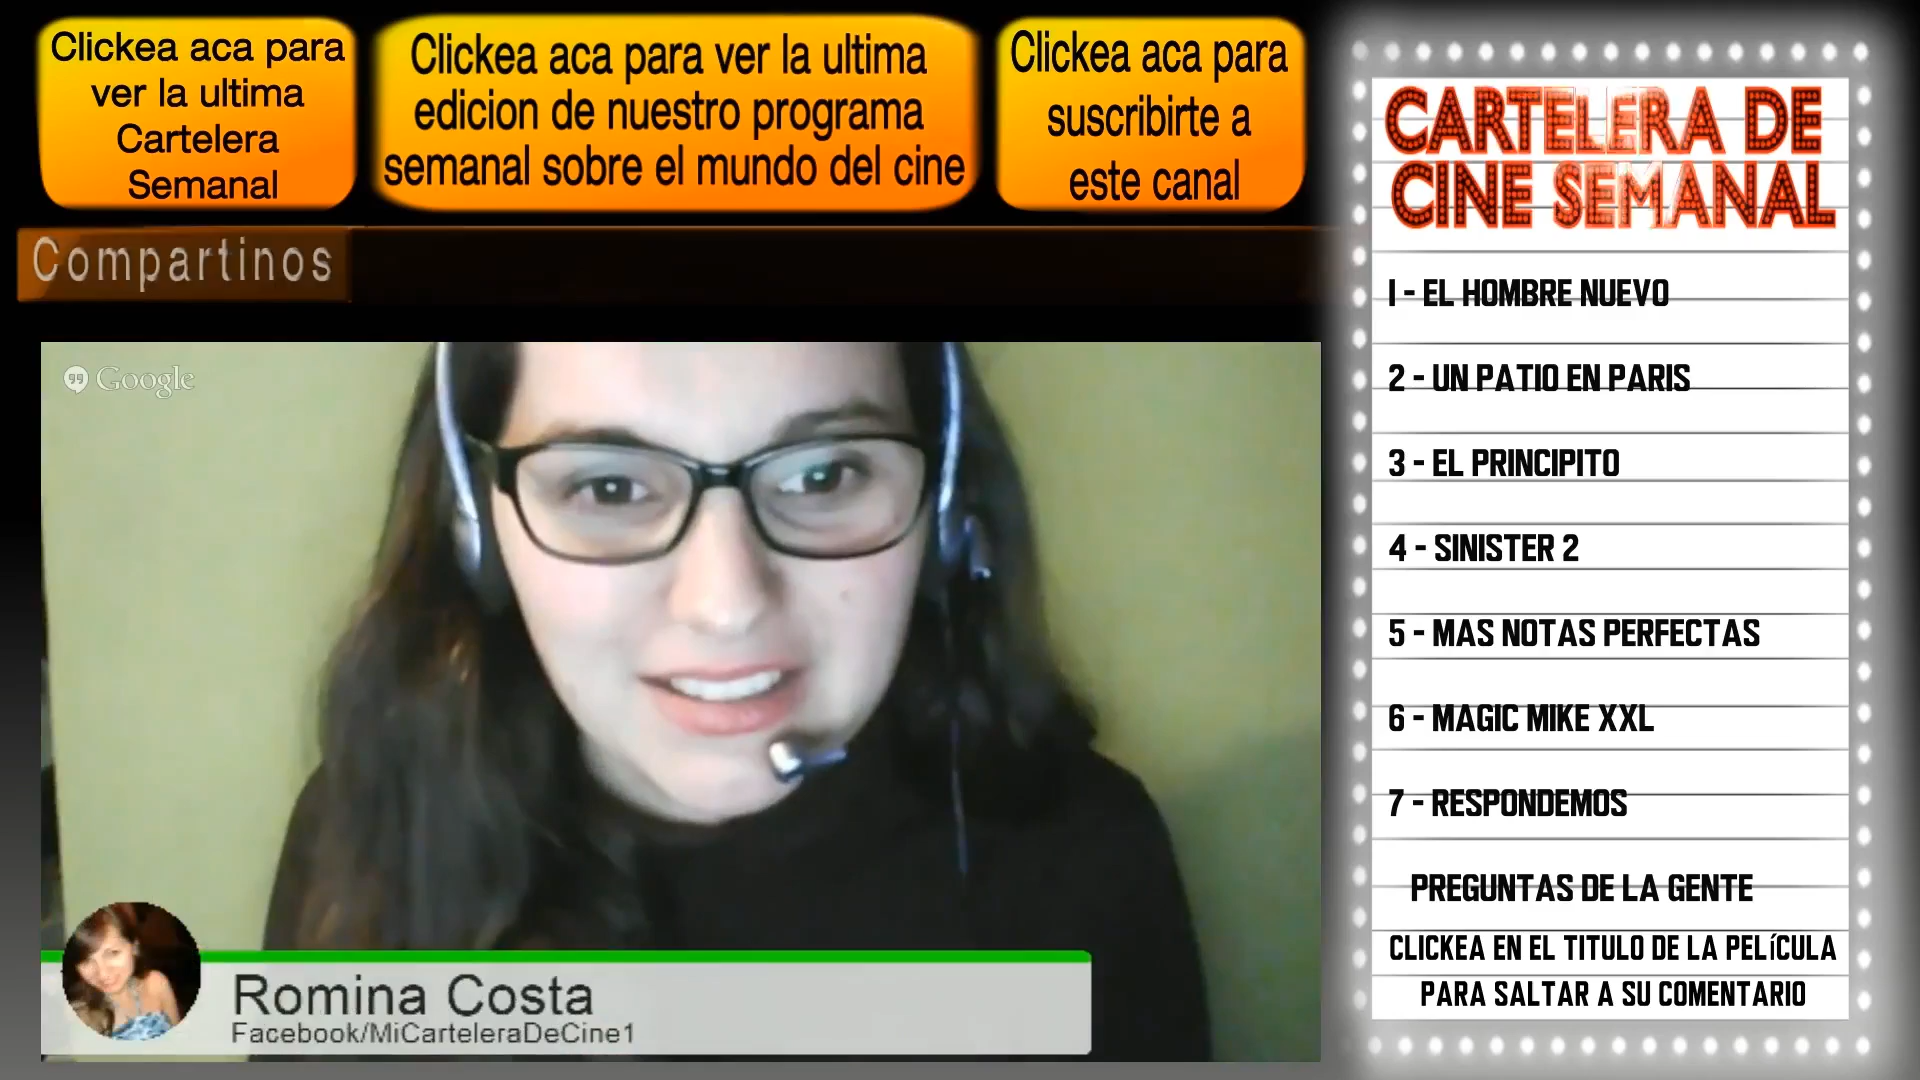 Clickea aca para
ver la ultima
Cartelera
Semanal
Clickea aca para ver la ultima
edicion de nuestro programa
semanal sobre el mundo del cine
Clickea aca para
suscribirte a
este canal
Compartinos
Google
Romina Costa
Facebook/MiCarteleraDeCine1
CARTELERA DE
CINE SEMANAL
1 - EL HOMBRE NUEVO
2 - UN PATIO EN PARIS
3 - EL PRINCIPITO
4 - SINISTER 2
5 - MAS NOTAS PERFECTAS
6 - MAGIC MIKE XXL
7 - RESPONDEMOS
PREGUNTAS DE LA GENTE
CLICKEA EN EL TITULO DE LA PELíCULA
PARA SALTAR A SU COMENTARIO